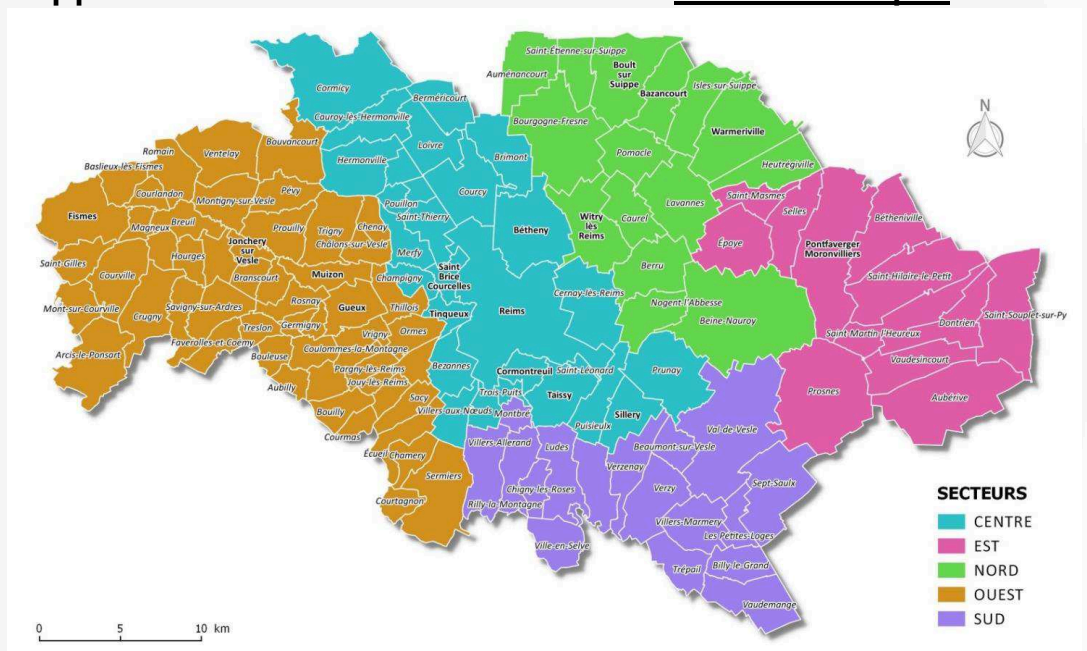 Saint-Étienne-sur-Suippe
Auménancourt
Boult
sur
Suippe
Bazancourt
Isles-sur-Suippe
Cormicy
Berméricourt
Cauroy-lès-Hermonville
Bourgogne-Fresne
Warmeriville
N
Bouvancourt
Loivre
Romain
Ventelay
Hermonville
Brimont
Pomacle
Heutrégiville
Baslieux-lès-Fismes
Courlandon
Pévy
Courcy
Montigny-sur-Vesle
Pouillon
Saint-Thierry
Lavannes
Saint-Masmes
Selles
Bétheniville
Fismes
Magneux
Breuil
Prouilly
Trigny
Chenay
Châlons-sur-Vesle
Bétheny
Witry
lès
Reims
Caurel
Époye
Pontfaverger
Moronvilliers
Jonchery
sur
Vesle
Hourges
Merfy
Saint-Gilles
Courville
Branscourt
Muizon
Champigny
Saint
Brice
Courcelles
Berru
Saint-Hilaire-le-Petit
Cernay-lès-Reims
Nogent-l'Abbesse
Mont-sur-Courville
Crugny
Savigny-sur-Ardres
Rosnay
Gueux
Thillois
Tinqueux
Reims
Beine-Nauroy
Saint-Souplet-sur-Py
Dontrien
Treslon
Germigny
Vrigny
Ormes
Saint-Martin-l'Heureux
Arcis-le-Ponsart
Faverolles-et-Coëmy
Bouleuse
Coulommes-la-Montagne
Vaudesincourt
Pargny-lès-Reims
Bezannes
Cormontreuil
Saint-Léonard
Prunay
Aubilly
Jouy-lès-Reims
Prosnes
Aubérive
Sacy
Trois-Puits
Taissy
Bouilly
Villers-aux-Nœuds
Montbré
Sillery
Puisieulx
Val-de-Vesle
Courmas
Écueil
Chamery
Villers-Allerand
Ludes
Beaumont-sur-Vesle
Sermiers
Verzenay
Courtagnon
Rilly-la-Montagne
Chigny-les-Roses
Verzy
Sept-Saulx
Villers-Marmery
Les Petites-Loges
Ville-en-Selve
Trépail
Billy-le-Grand
Vaudemange
SECTEURS
CENTRE
EST
NORD
OUEST
SUD
0 5 10 km